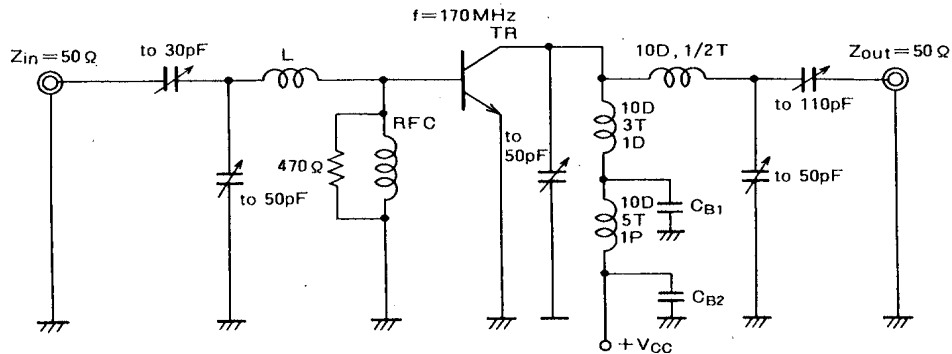 f=170MHz
TR
Zin=50Ω
to 30pF
L
10D, 1/2T
Zout=50Ω
to 110pF
RFC
470Ω
to 50pF
to
50pF
10D
3T
1D
to 50pF
10D
5T
1P
CB1
CB2
+VCC